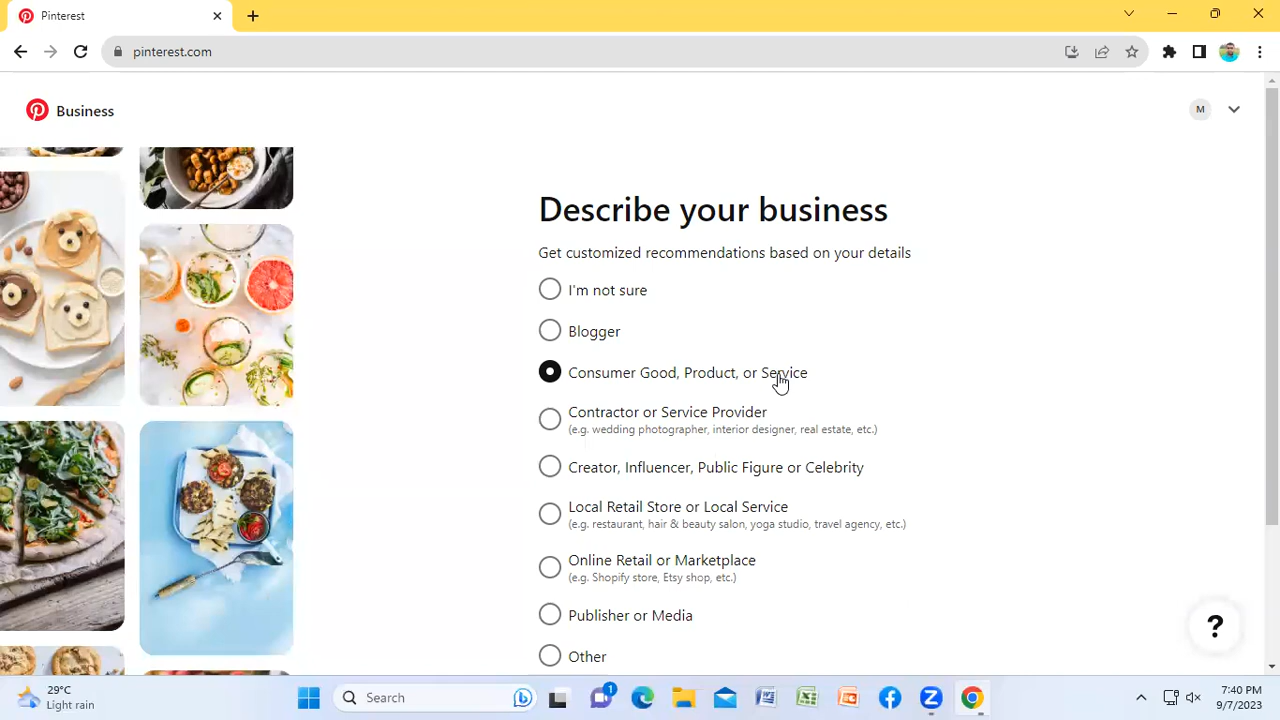 Pinterest
pinterest.com
Business
M
Describe your business
Get customized recommendations based on your details
I'm not sure
Blogger
Consumer Good, Product, or Service
Contractor or Service Provider
(e.g. wedding photographer, interior designer, real estate, etc.)
Creator, Influencer, Public Figure or Celebrity
Local Retail Store or Local Service
(e.g. restaurant, hair & beauty salon, yoga studio, travel agency, etc.)
Online Retail or Marketplace
(e.g. Shopify store, Etsy shop, etc.)
Publisher or Media
Other
?
29°C
Light rain
Search
1
7:40 PM
9/7/2023